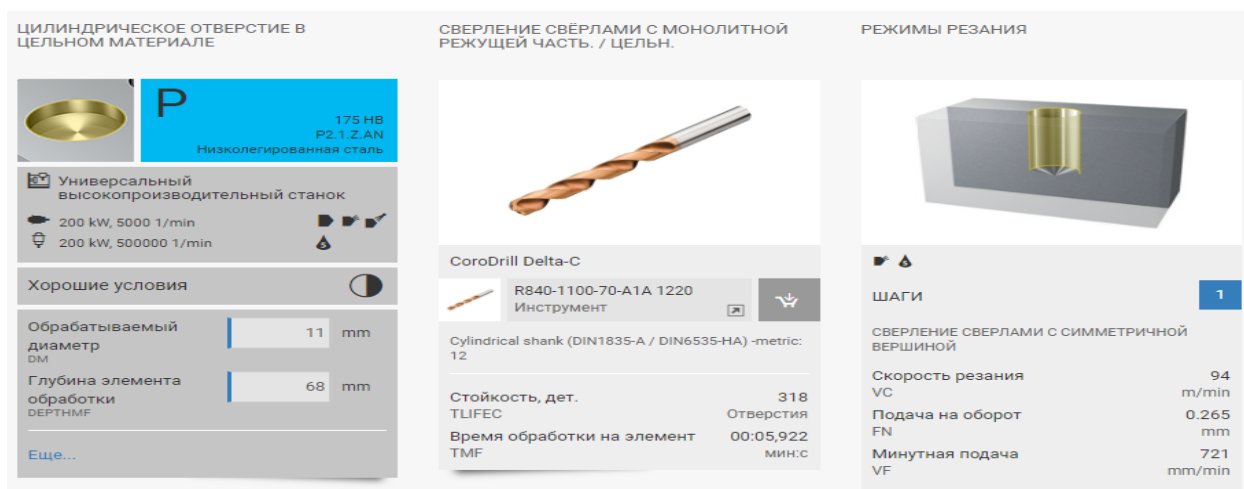 ЦИЛИНДРИЧЕСКОЕ ОТВЕРСТИЕ В
ЦЕЛЬНОМ МАТЕРИАЛЕ
P
175 HB
P2.1.Z.AN
Низколегированная сталь
Универсальный
высокопроизводительный станок
200 kW, 5000 1/min
200 kW, 500000 1/min
S
Хорошие условия
Обрабатываемый
диаметр
11 mm
DM
Глубина элемента
обработки
68 mm
DEPTHMF
Еще...
СВЕРЛЕНИЕ СВЁРЛАМИ С МОНОЛИТНОЙ
РЕЖУЩЕЙ ЧАСТЬ. / ЦЕЛЬН.
CoroDrill Delta-C
R840-1100-70-A1A 1220
Инструмент
Cylindrical shank (DIN1835-A / DIN6535-HA) -metric:
12
Стойкость, дет. 318
TLIFEC Отверстия
Время обработки на элемент 00:05,922
TMF мин:с
РЕЖИМЫ РЕЗАНИЯ
S
ШАГИ 1
СВЕРЛЕНИЕ СВЕРЛАМИ С СИММЕТРИЧНОЙ
ВЕРШИНОЙ
Скорость резания 94
VC m/min
Подача на оборот 0.265
FN mm
Минутная подача 721
VF mm/min